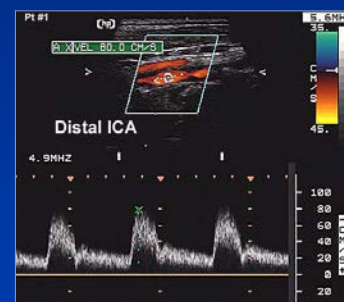 Pt #1
5.6MH
35.
A X VEL 80.0 CM/S
C
M
/
S
45.
Distal ICA
4.9MHZ
100
80
60
40
20
0
20